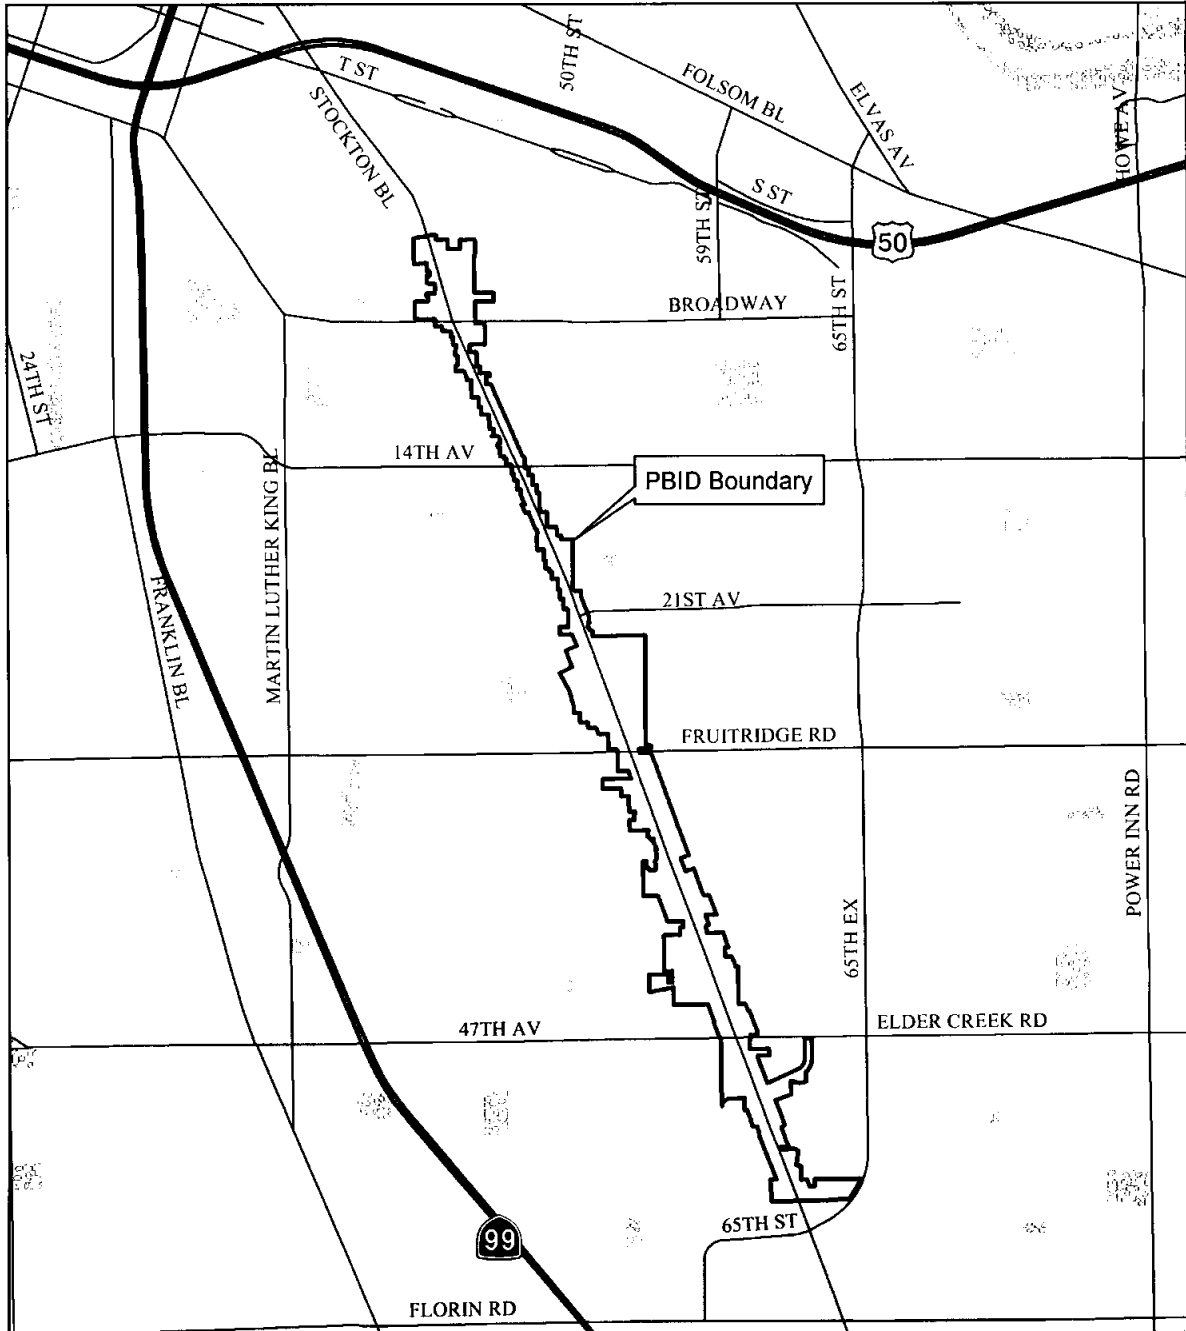 50TH ST
T ST
FOLSOM BL
ELVAS AV
HOWE AV
STOCKTON BL
S ST
59TH ST
50
65TH ST
BROADWAY
24TH ST
14TH AV
PBID Boundary
MARTIN LUTHER KING BL
21ST AV
FRANKLIN BL
FRUITRIDGE RD
POWER INN RD
65TH EX
47TH AV
ELDER CREEK RD
65TH ST
99
FLORIN RD